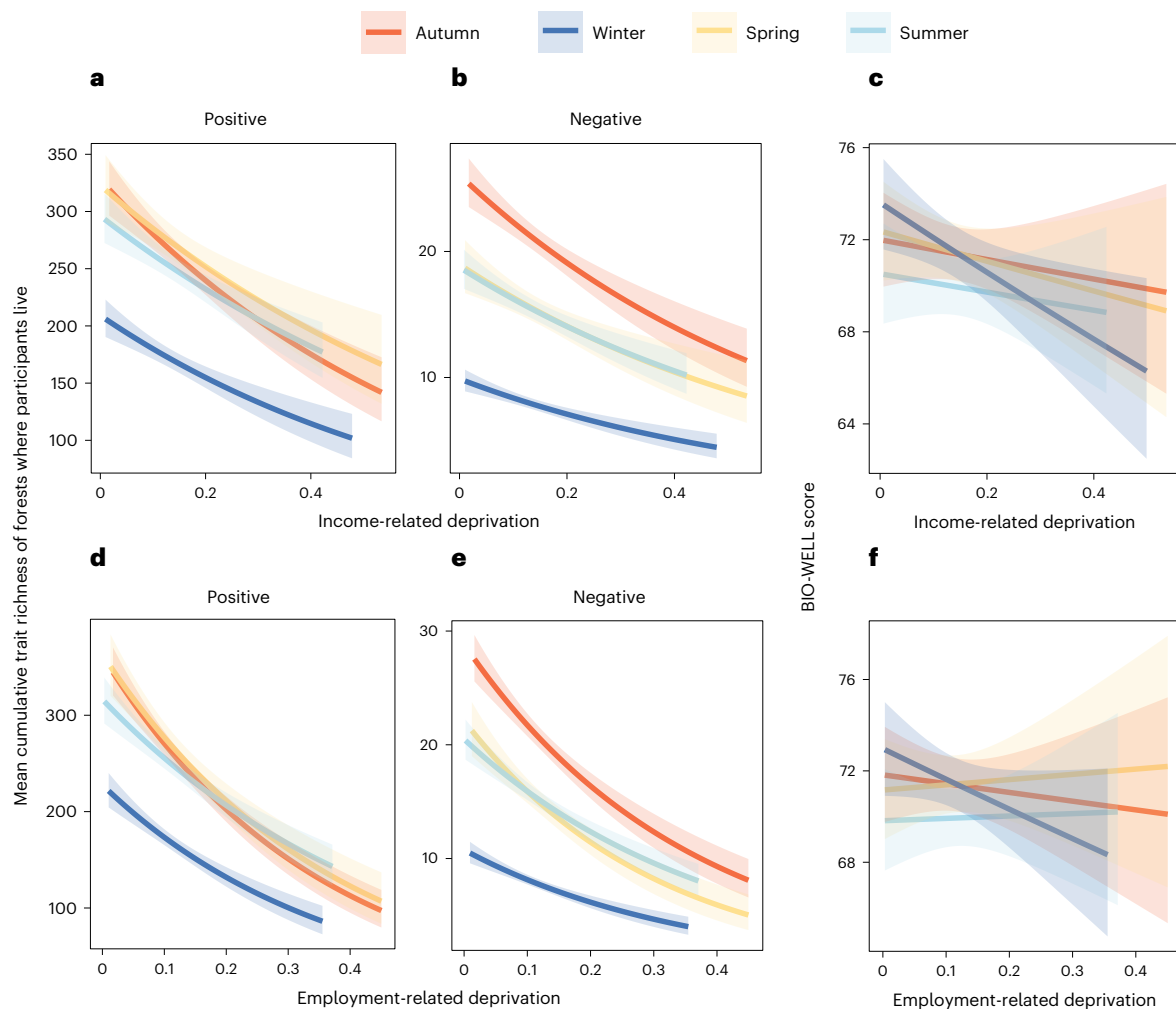 Autumn Winter Spring Summer
a b c
Positive Negative
350
300
250
200
150
100
0 0.2 0.4
20
10
0 0.2 0.4
Income-related deprivation
76
72
68
64
0 0.2 0.4
Income-related deprivation
Mean cumulative trait richness of forests where participants live
BIO-WELL score
d e f
Positive Negative
300
200
100
0 0.1 0.2 0.3 0.4
30
20
10
0 0.1 0.2 0.3 0.4
Employment-related deprivation
76
72
68
0 0.1 0.2 0.3 0.4
Employment-related deprivation